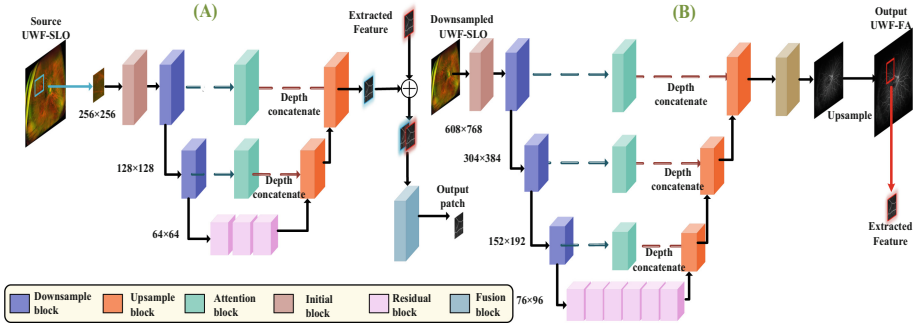 (A)
Source
UWF-SLO
256×256
128×128
64×64
Depth
concatenate
Depth
concatenate
Extracted
Feature
Output
patch
(B)
Downsampled
UWF-SLO
608×768
304×384
152×192
76×96
Depth
concatenate
Depth
concatenate
Depth
concatenate
Upsample
Output
UWF-FA
Extracted
Feature
Downsample
block
Upsample
block
Attention
block
Initial
block
Residual
block
Fusion
block